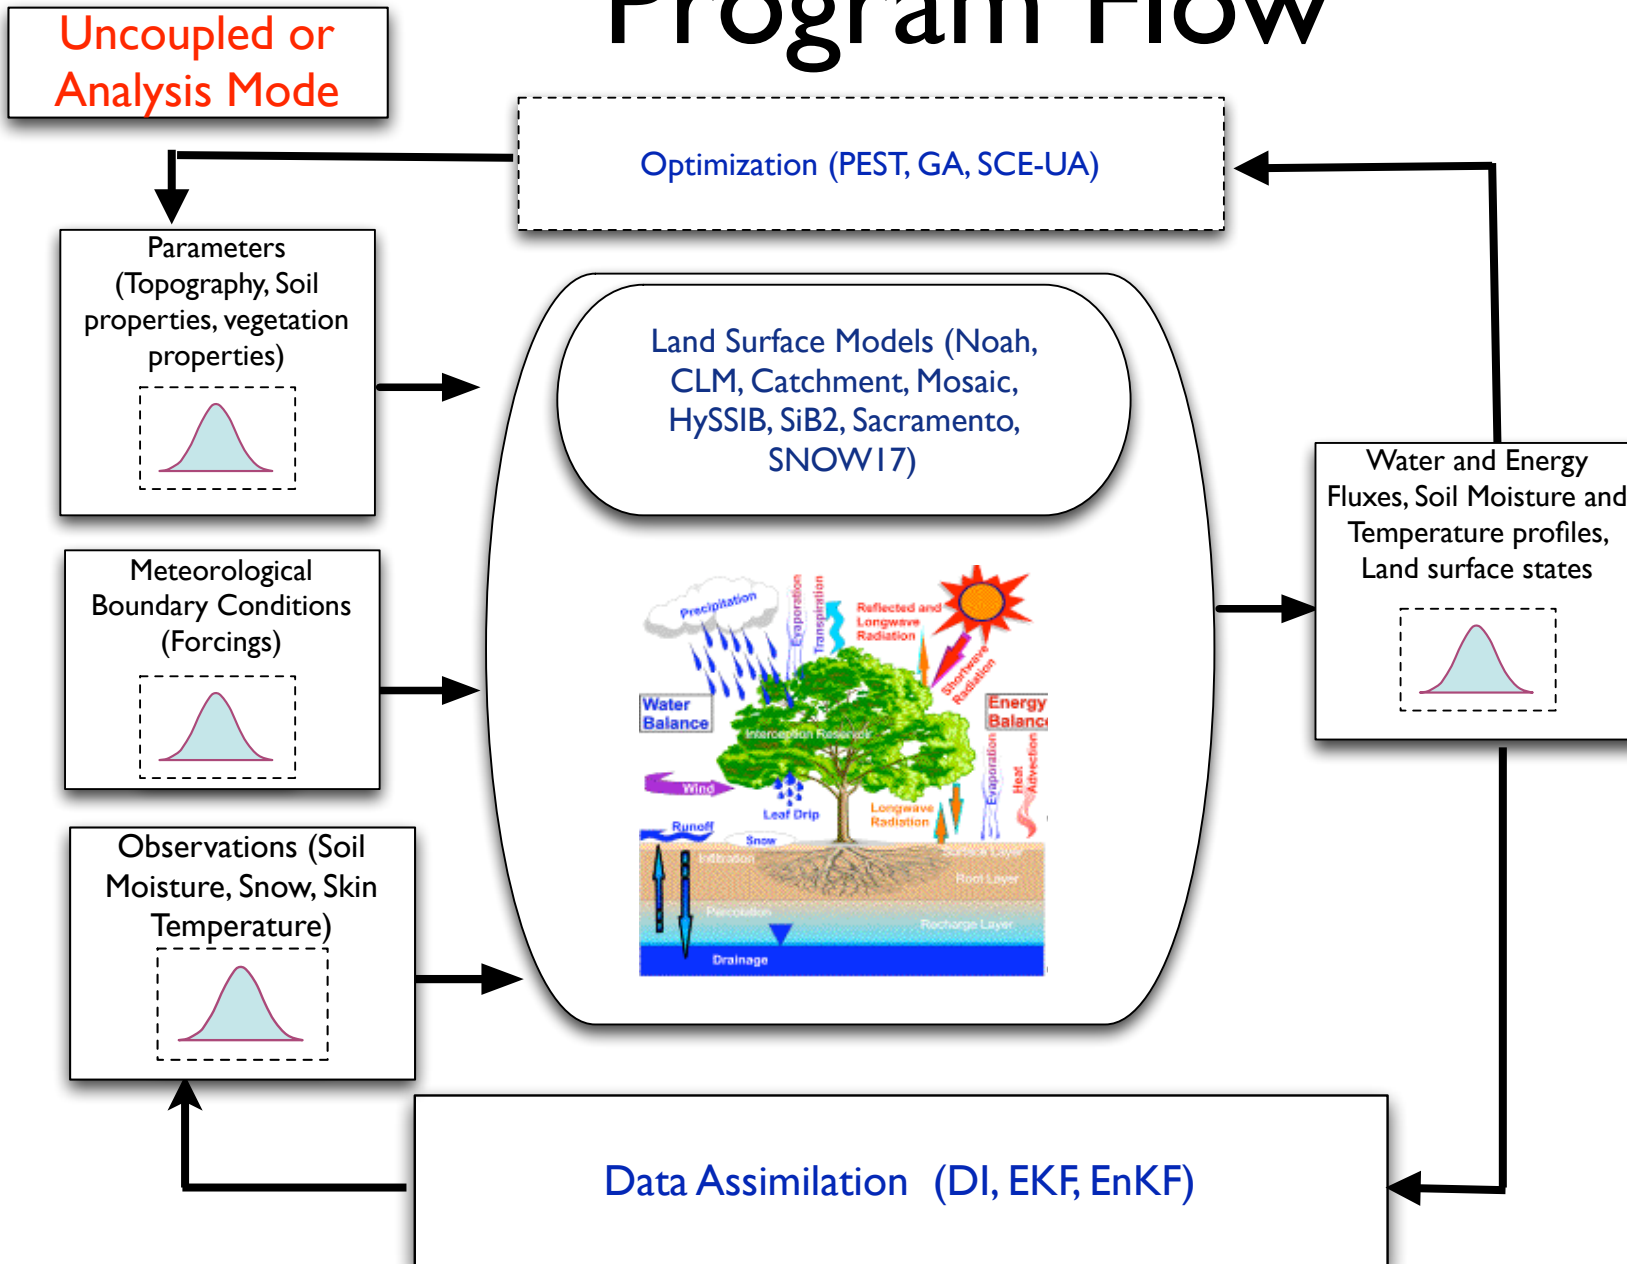 Program Flow
Uncoupled or
Analysis Mode
Optimization (PEST, GA, SCE-UA)
Parameters
(Topography, Soil
properties, vegetation
properties)
Land Surface Models (Noah,
CLM, Catchment, Mosaic,
HySSIB, SiB2, Sacramento,
SNOW17)
Water and Energy
Fluxes, Soil Moisture and
Temperature profiles,
Land surface states
Meteorological
Boundary Conditions
(Forcings)
Precipitation
Evaporation
Transpiration
Reflected and
Longwave
Radiation
Shortwave
Radiation
Water
Balance
Energy
Balance
Interception Reservoir
Wind
Leaf Drip
Longwave
Radiation
Evaporation
Heat
Advection
Runoff
Snow
Infiltration
Surface Layer
Root Layer
Percolation
Recharge Layer
Drainage
Observations (Soil
Moisture, Snow, Skin
Temperature)
Data Assimilation (DI, EKF, EnKF)